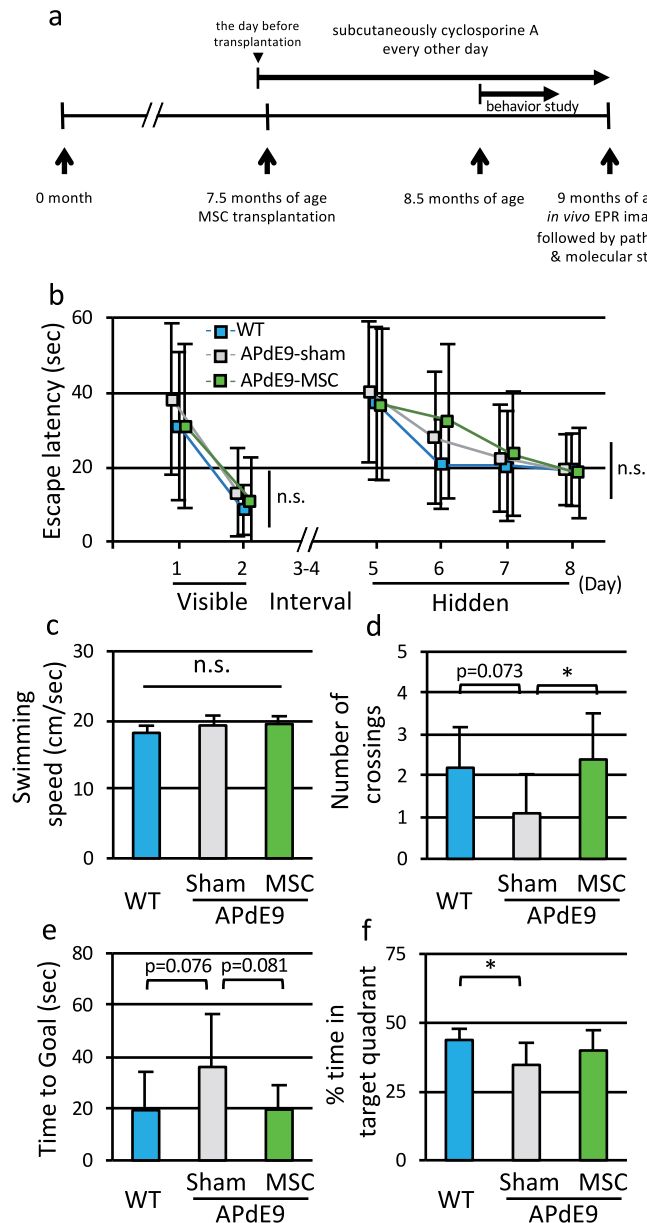 a
the day before
transplantation
subcutaneously cyclosporine A
every other day
behavior study
0 month
7.5 months of age
MSC transplantation
8.5 months of age
9 months of a
in vivo EPR ima
followed by path
& molecular st
b
Escape latency (sec)
60
40
20
0
WT
APdE9-sham
APdE9-MSC
n.s.
n.s.
1
2
3-4
5
6
7
8
(Day)
Visible
Interval
Hidden
c
Swimming
speed (cm/sec)
30
20
10
0
n.s.
WT
Sham
MSC
APdE9
d
Number of
crossings
5
4
3
2
1
0
p=0.073
*
WT
Sham
MSC
APdE9
e
Time to Goal (sec)
80
60
40
20
0
p=0.076
p=0.081
WT
Sham
MSC
APdE9
f
% time in
target quadrant
75
50
25
0
*
WT
Sham
MSC
APdE9